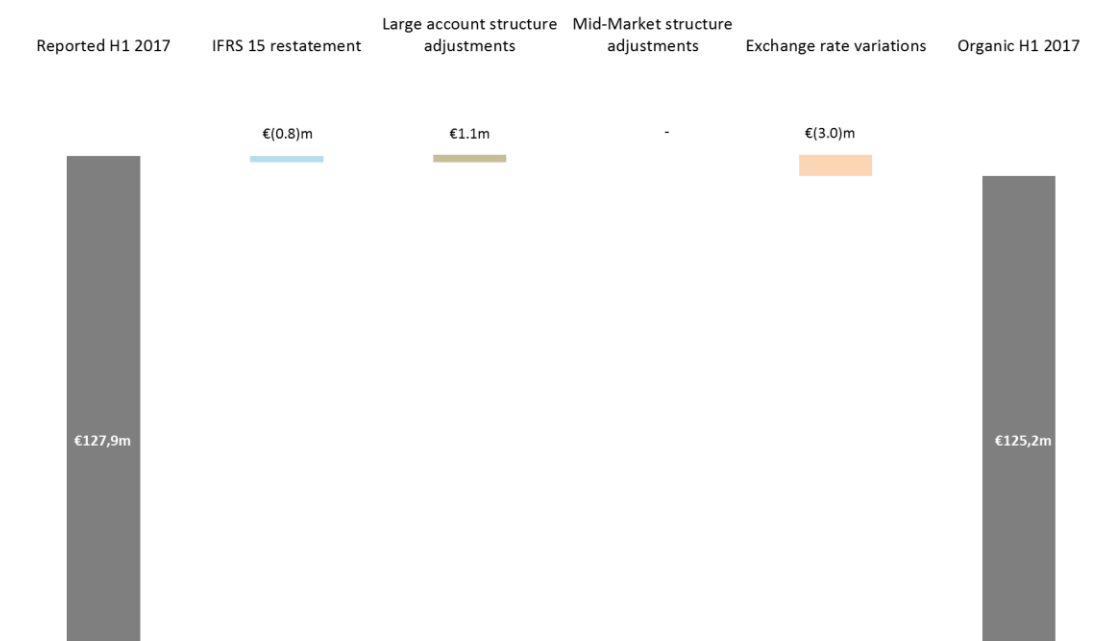 Reported H1 2017
IFRS 15 restatement
Large account structure
adjustments
Mid-Market structure
adjustments
Exchange rate variations
Organic H1 2017
€(0.8)m
€1.1m
-
€(3.0)m
€127,9m
€125,2m